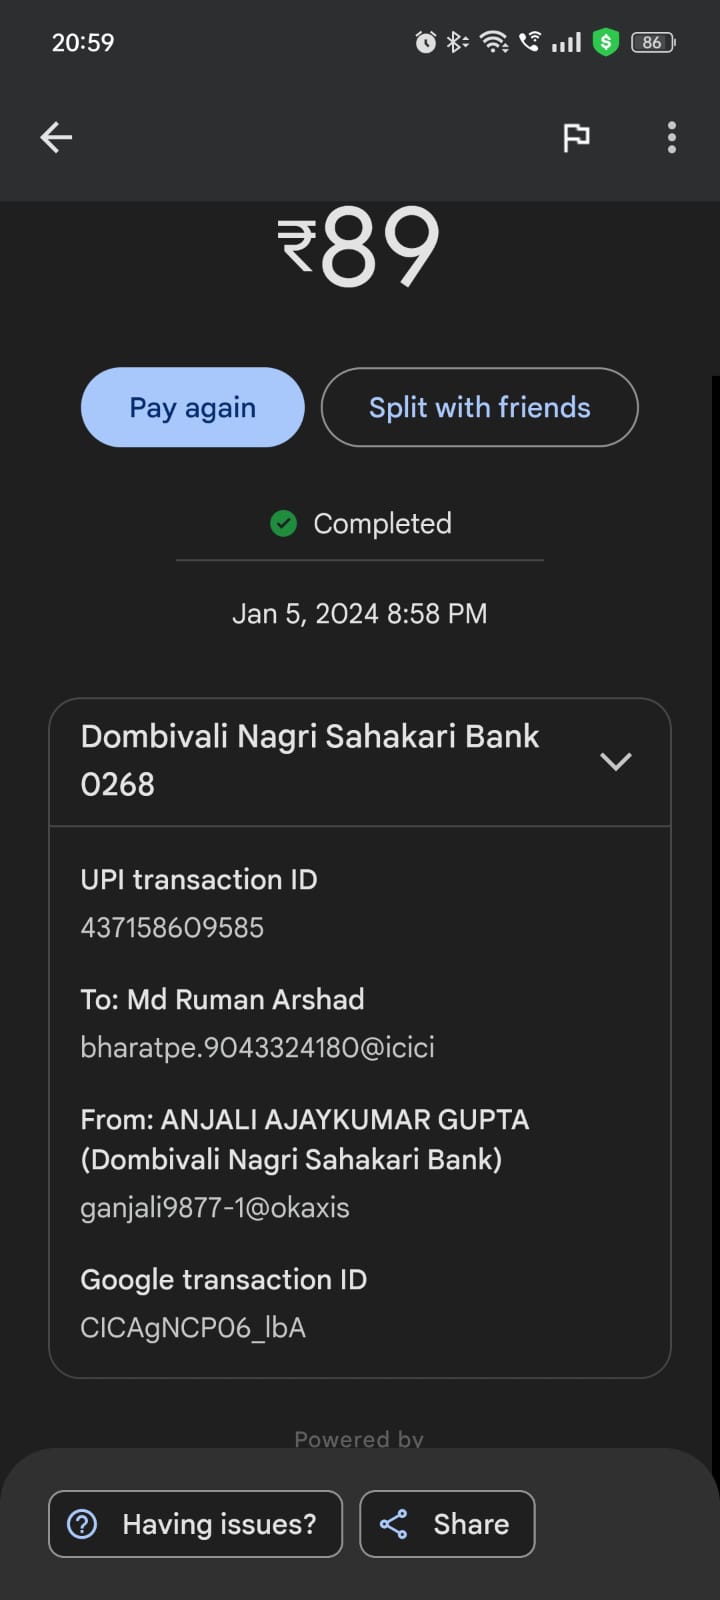 20:59
86
₹89
Pay again
Split with friends
Completed
Jan 5, 2024 8:58 PM
Dombivali Nagri Sahakari Bank
0268
UPI transaction ID
437158609585
To: Md Ruman Arshad
bharatpe.9043324180@icici
From: ANJALI AJAYKUMAR GUPTA
(Dombivali Nagri Sahakari Bank)
ganjali9877-1@okaxis
Google transaction ID
CICAgNCP06_lbA
Powered by
Having issues?
Share